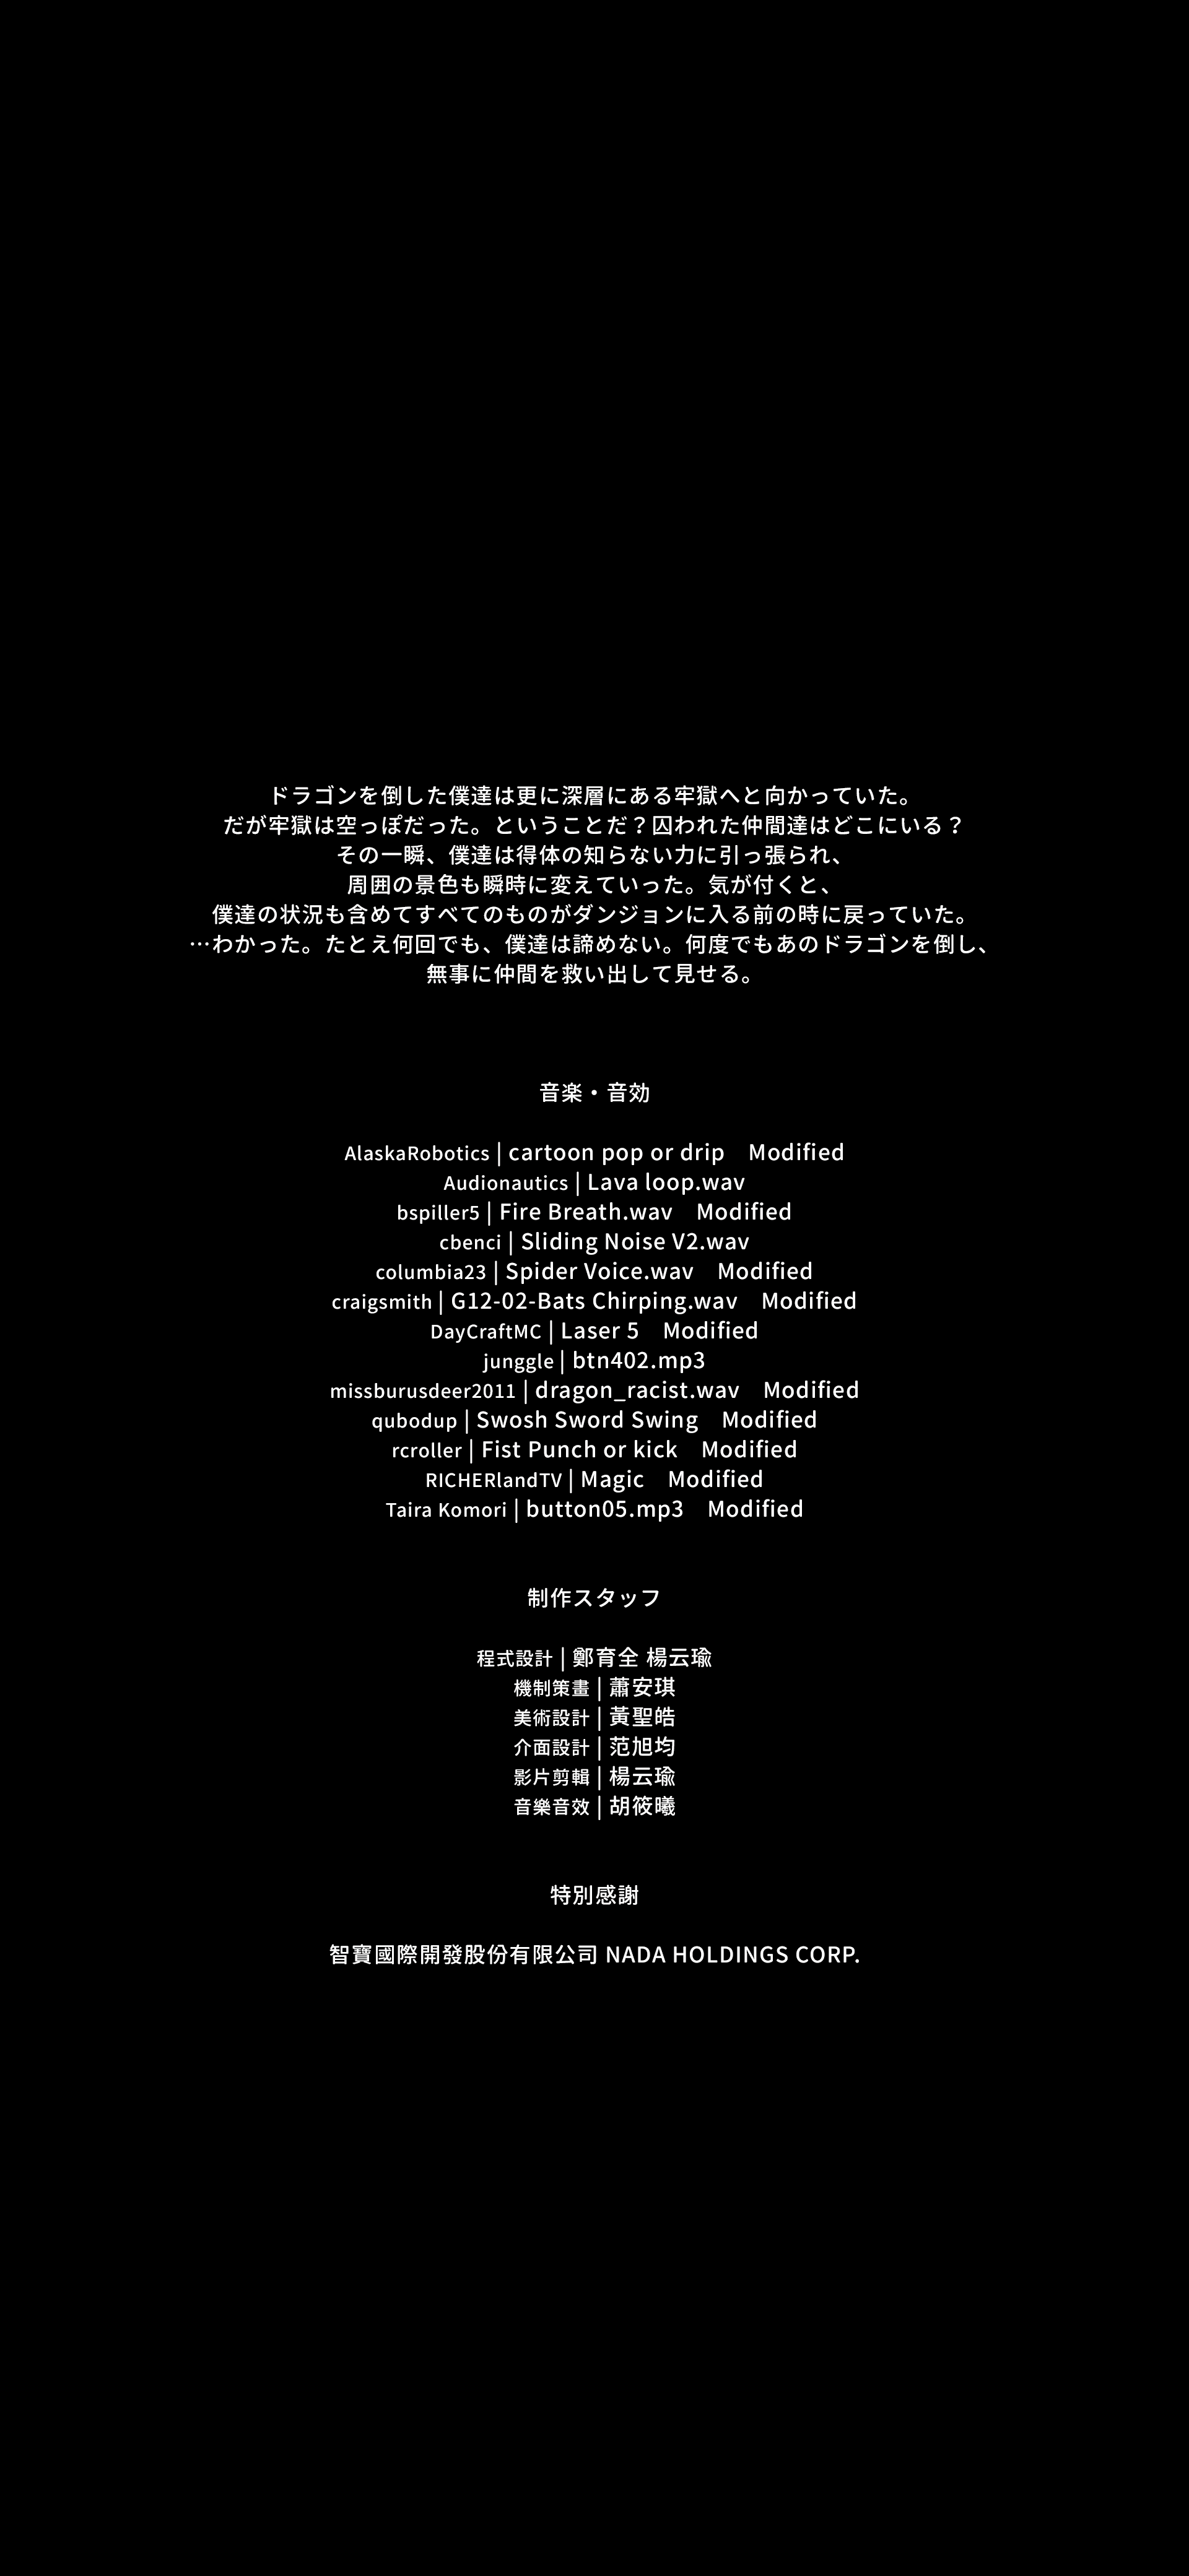 ドラゴンを倒した僕達は更に深層にある牢獄へと向かっていた。
だが牢獄は空っぽだった。ということだ？囚われた仲間達はどこにいる？
その一瞬、僕達は得体の知らない力に引っ張られ、
周囲の景色も瞬時に変えていった。気が付くと、
僕達の状況も含めてすべてのものがダンジョンに入る前の時に戻っていた。
…わかった。たとえ何回でも、僕達は諦めない。何度でもあのドラゴンを倒し、
無事に仲間を救い出して見せる。
音楽・音効
AlaskaRobotics | cartoon pop or drip　Modified
Audionautics | Lava loop.wav
bspiller5 | Fire Breath.wav　Modified
cbenci | Sliding Noise V2.wav
columbia23 | Spider Voice.wav　Modified
craigsmith | G12-02-Bats Chirping.wav　Modified
DayCraftMC | Laser 5　Modified
junggle | btn402.mp3
missburusdeer2011 | dragon_racist.wav　Modified
qubodup | Swosh Sword Swing　Modified
rcroller | Fist Punch or kick　Modified
RICHERlandTV | Magic　Modified
Taira Komori | button05.mp3　Modified
制作スタッフ
程式設計 | 鄭育全 楊云瑜
機制策畫 | 蕭安琪
美術設計 | 黃聖皓
介面設計 | 范旭均
影片剪輯 | 楊云瑜
音樂音效 | 胡筱曦
特別感謝
智寶國際開發股份有限公司 NADA HOLDINGS CORP.